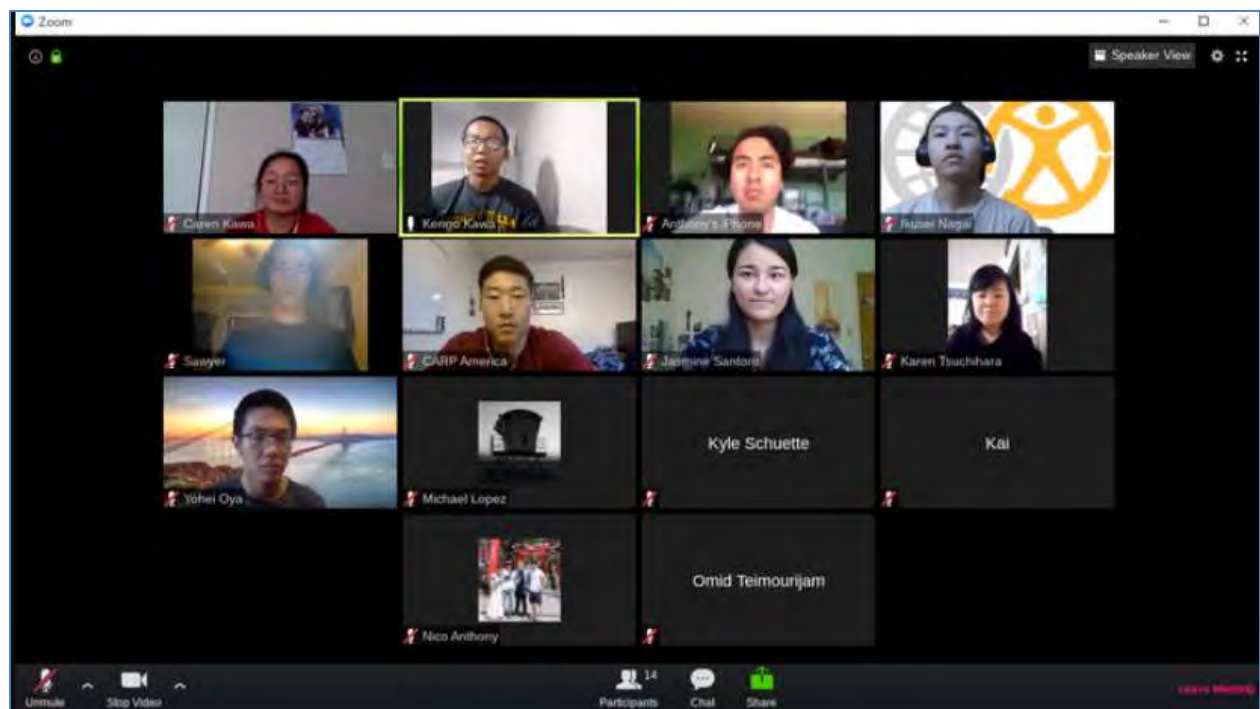 Zoom
Speaker View
Caren Kawa
Kengo Kawa
Anthony's iPhone
Ikusei Nagai
Sawyer
CARP America
Jasmine Santoro
Karen Tsuchihara
Yohei Oya
Michael Lopez
Kyle Schuette
Kai
Nico Anthony
Omid Teimourijam
Unmute
Stop Video
Participants
14
Chat
Share
Leave Meeting